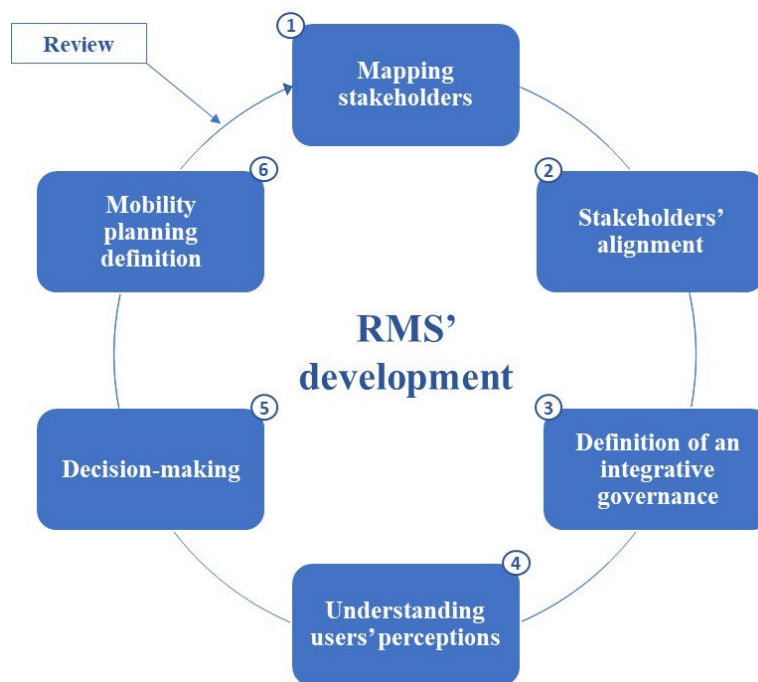 Review
1
Mapping
stakeholders
2
Stakeholders’
alignment
3
Definition of an
integrative
governance
4
Understanding
users’ perceptions
5
Decision-making
6
Mobility
planning
definition
RMS’
development